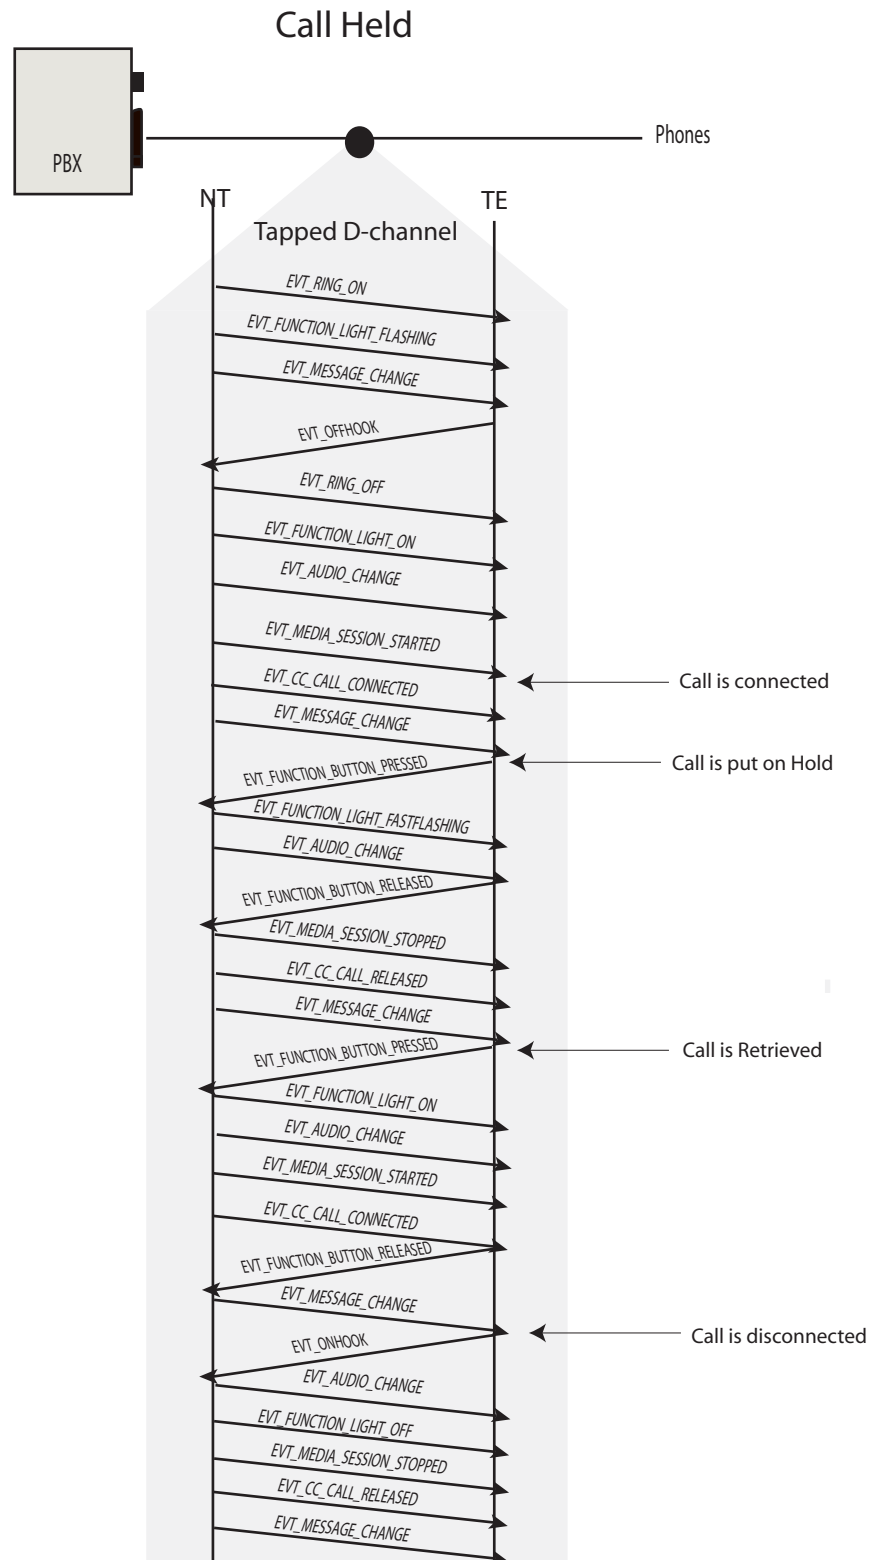 Call Held
PBX
Phones
NT
TE
Tapped D-channel
EVT_RING_ON
EVT_FUNCTION_LIGHT_FLASHING
EVT_MESSAGE_CHANGE
EVT_OFFHOOK
EVT_RING_OFF
EVT_FUNCTION_LIGHT_ON
EVT_AUDIO_CHANGE
EVT_MEDIA_SESSION_STARTED
EVT_CC_CALL_CONNECTED
Call is connected
EVT_MESSAGE_CHANGE
EVT_FUNCTION_BUTTON_PRESSED
Call is put on Hold
EVT_FUNCTION_LIGHT_FASTFLASHING
EVT_AUDIO_CHANGE
EVT_FUNCTION_BUTTON_RELEASED
EVT_MEDIA_SESSION_STOPPED
EVT_CC_CALL_RELEASED
EVT_MESSAGE_CHANGE
EVT_FUNCTION_BUTTON_PRESSED
Call is Retrieved
EVT_FUNCTION_LIGHT_ON
EVT_AUDIO_CHANGE
EVT_MEDIA_SESSION_STARTED
EVT_CC_CALL_CONNECTED
EVT_FUNCTION_BUTTON_RELEASED
EVT_MESSAGE_CHANGE
Call is disconnected
EVT_ONHOOK
EVT_AUDIO_CHANGE
EVT_FUNCTION_LIGHT_OFF
EVT_MEDIA_SESSION_STOPPED
EVT_CC_CALL_RELEASED
EVT_MESSAGE_CHANGE